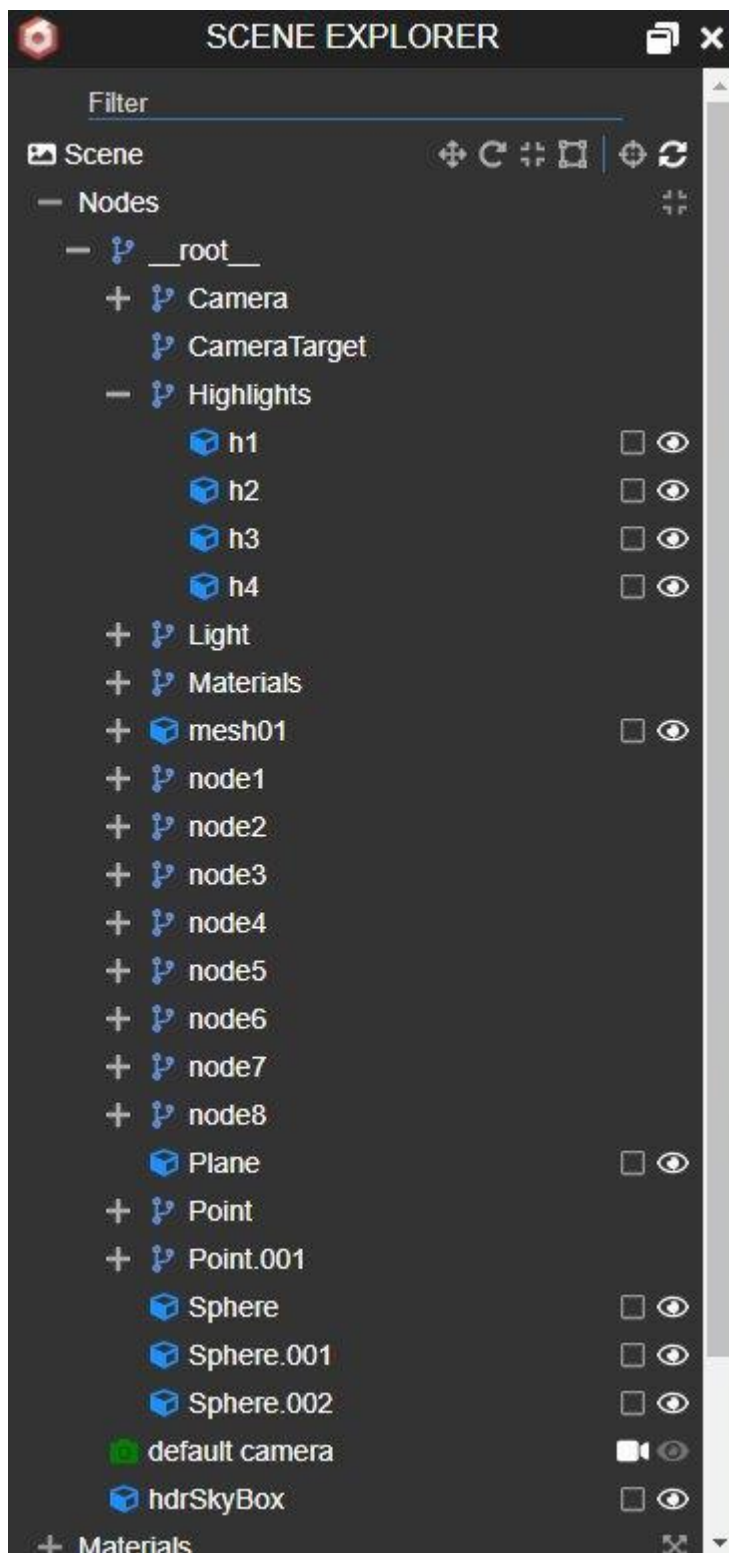 SCENE EXPLORER
Filter
Scene
Nodes
__root__
Camera
CameraTarget
Highlights
h1
h2
h3
h4
Light
Materials
mesh01
node1
node2
node3
node4
node5
node6
node7
node8
Plane
Point
Point.001
Sphere
Sphere.001
Sphere.002
default camera
hdrSkyBox
Materials